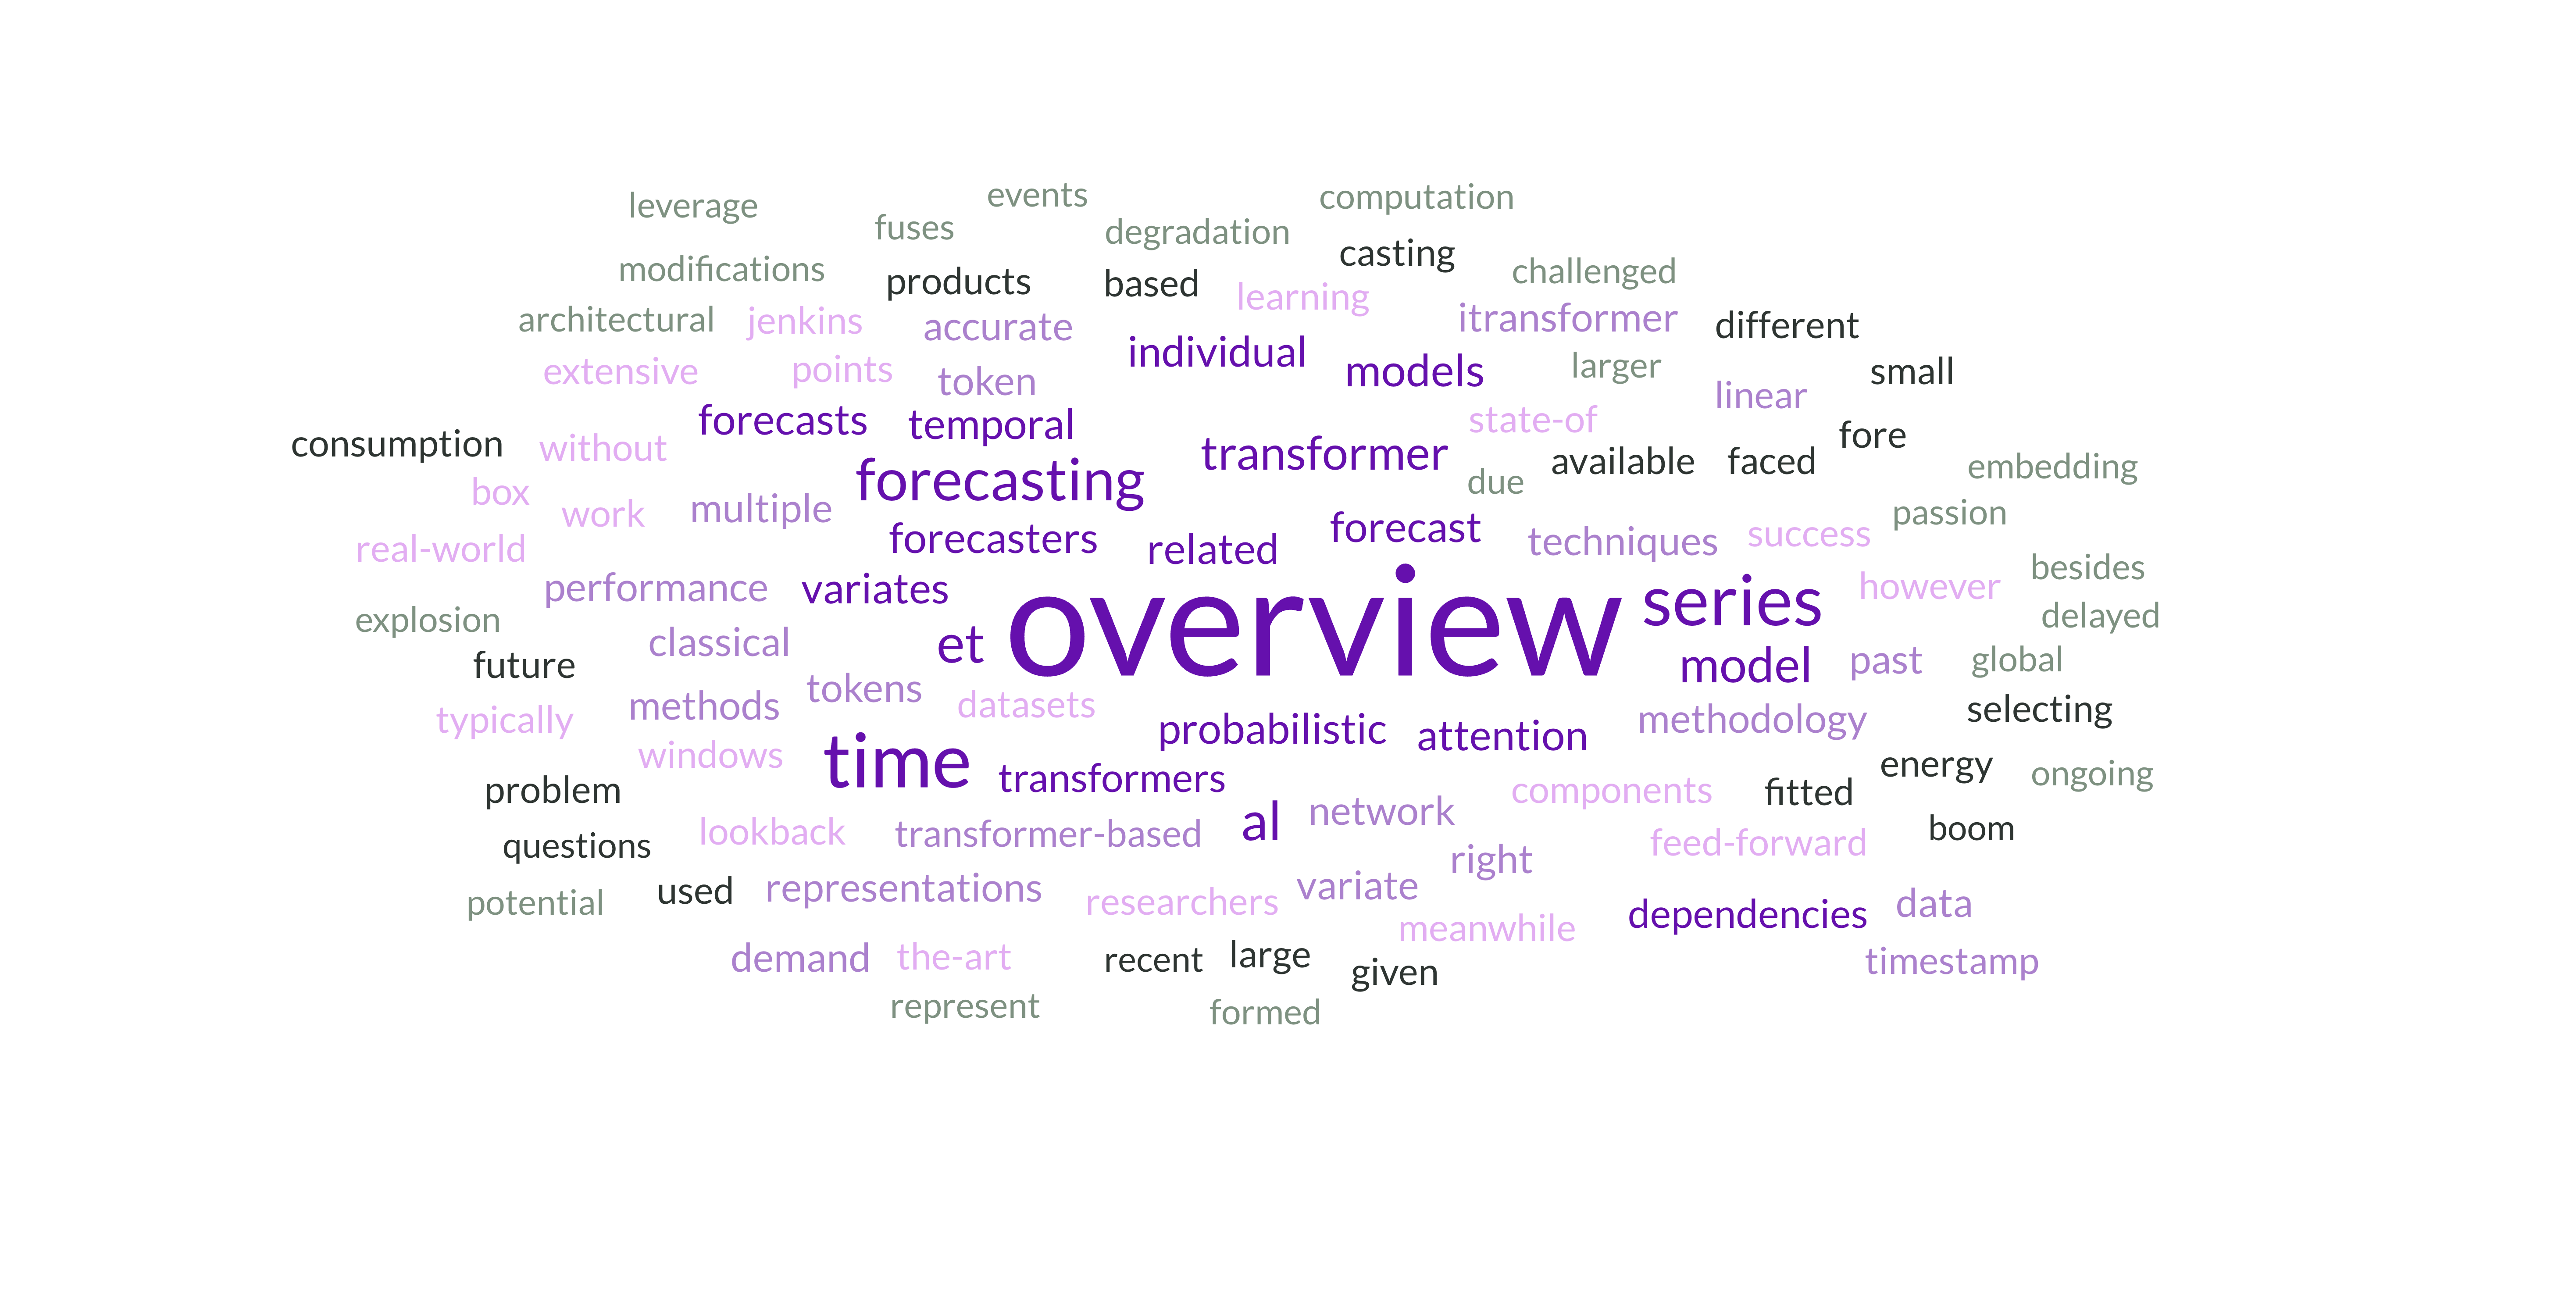 leverage
events
computation
fuses
degradation
casting
modifications
products
based
learning
challenged
architectural
jenkins
accurate
individual
itransformer
different
extensive
points
token
models
larger
linear
small
consumption
without
forecasts
temporal
transformer
state-of
available
faced
fore
embedding
box
work
multiple
forecasting
due
passion
real-world
forecasters
related
forecast
techniques
success
explosion
performance
variates
overview
series
however
besides
delayed
future
classical
et
model
past
global
typically
methods
tokens
datasets
probabilistic
attention
methodology
selecting
problem
windows
time
transformers
components
fitted
energy
ongoing
questions
lookback
transformer-based
al
network
right
feed-forward
boom
potential
used
representations
researchers
variate
meanwhile
dependencies
data
demand
the-art
recent
large
given
timestamp
represent
formed